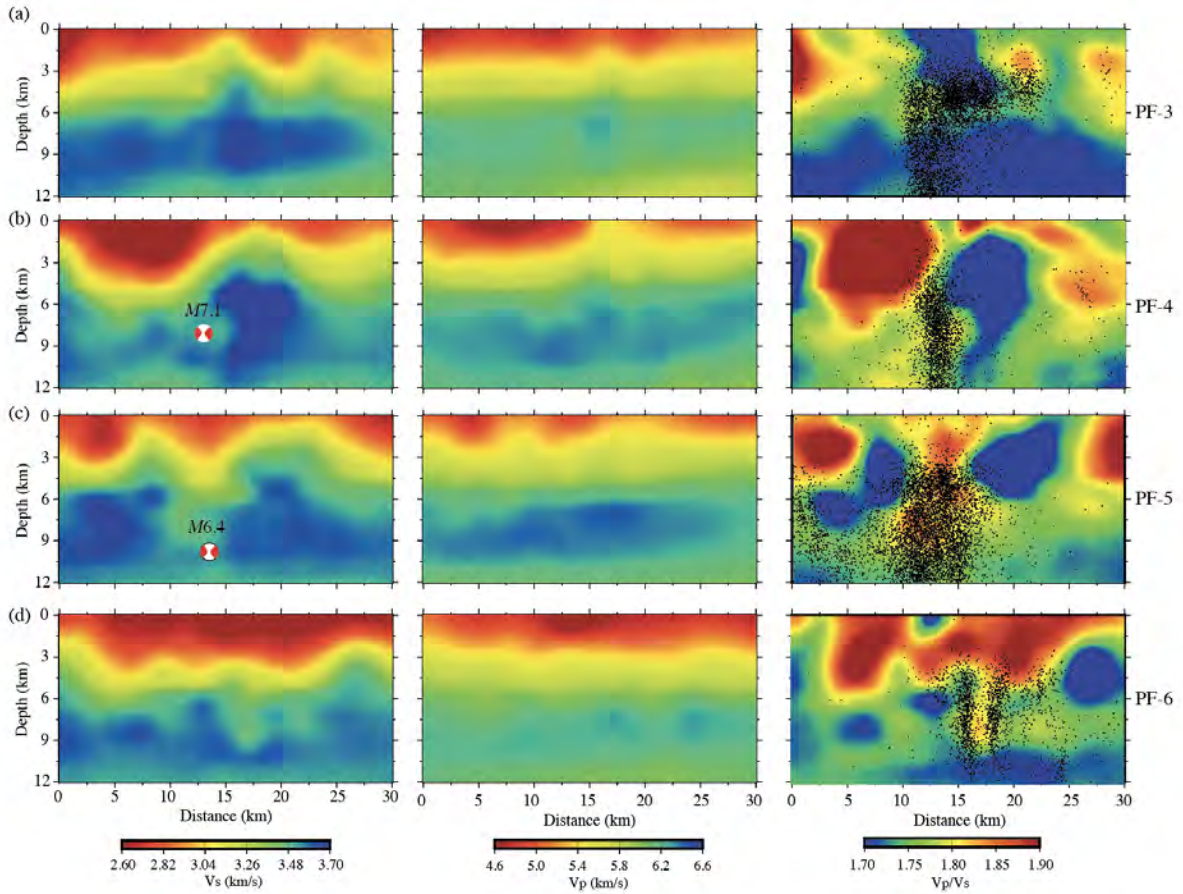 (a)
0
3
6
9
12
Depth (km)
PF-3
(b)
0
3
6
9
12
Depth (km)
M7.1
PF-4
(c)
0
3
6
9
12
Depth (km)
M6.4
PF-5
(d)
0
3
6
9
12
Depth (km)
PF-6
0 5 10 15 20 25 30 0 5 10 15 20 25 30 0 5 10 15 20 25 30
Distance (km) Distance (km) Distance (km)
2.60 2.82 3.04 3.26 3.48 3.70
Vs (km/s)
4.6 5.0 5.4 5.8 6.2 6.6
Vp (km/s)
1.70 1.75 1.80 1.85 1.90
Vp/Vs